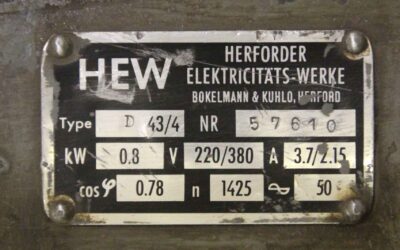 HEW HERFORDER
ELEKTRICITÄTS-WERKE
BOKELMANN & KUHLO, HERFORD
Type D 43/4 NR 57610
kW 0.8 V 220/380 A 3.7/2.15
cos φ 0.78 n 1425 50